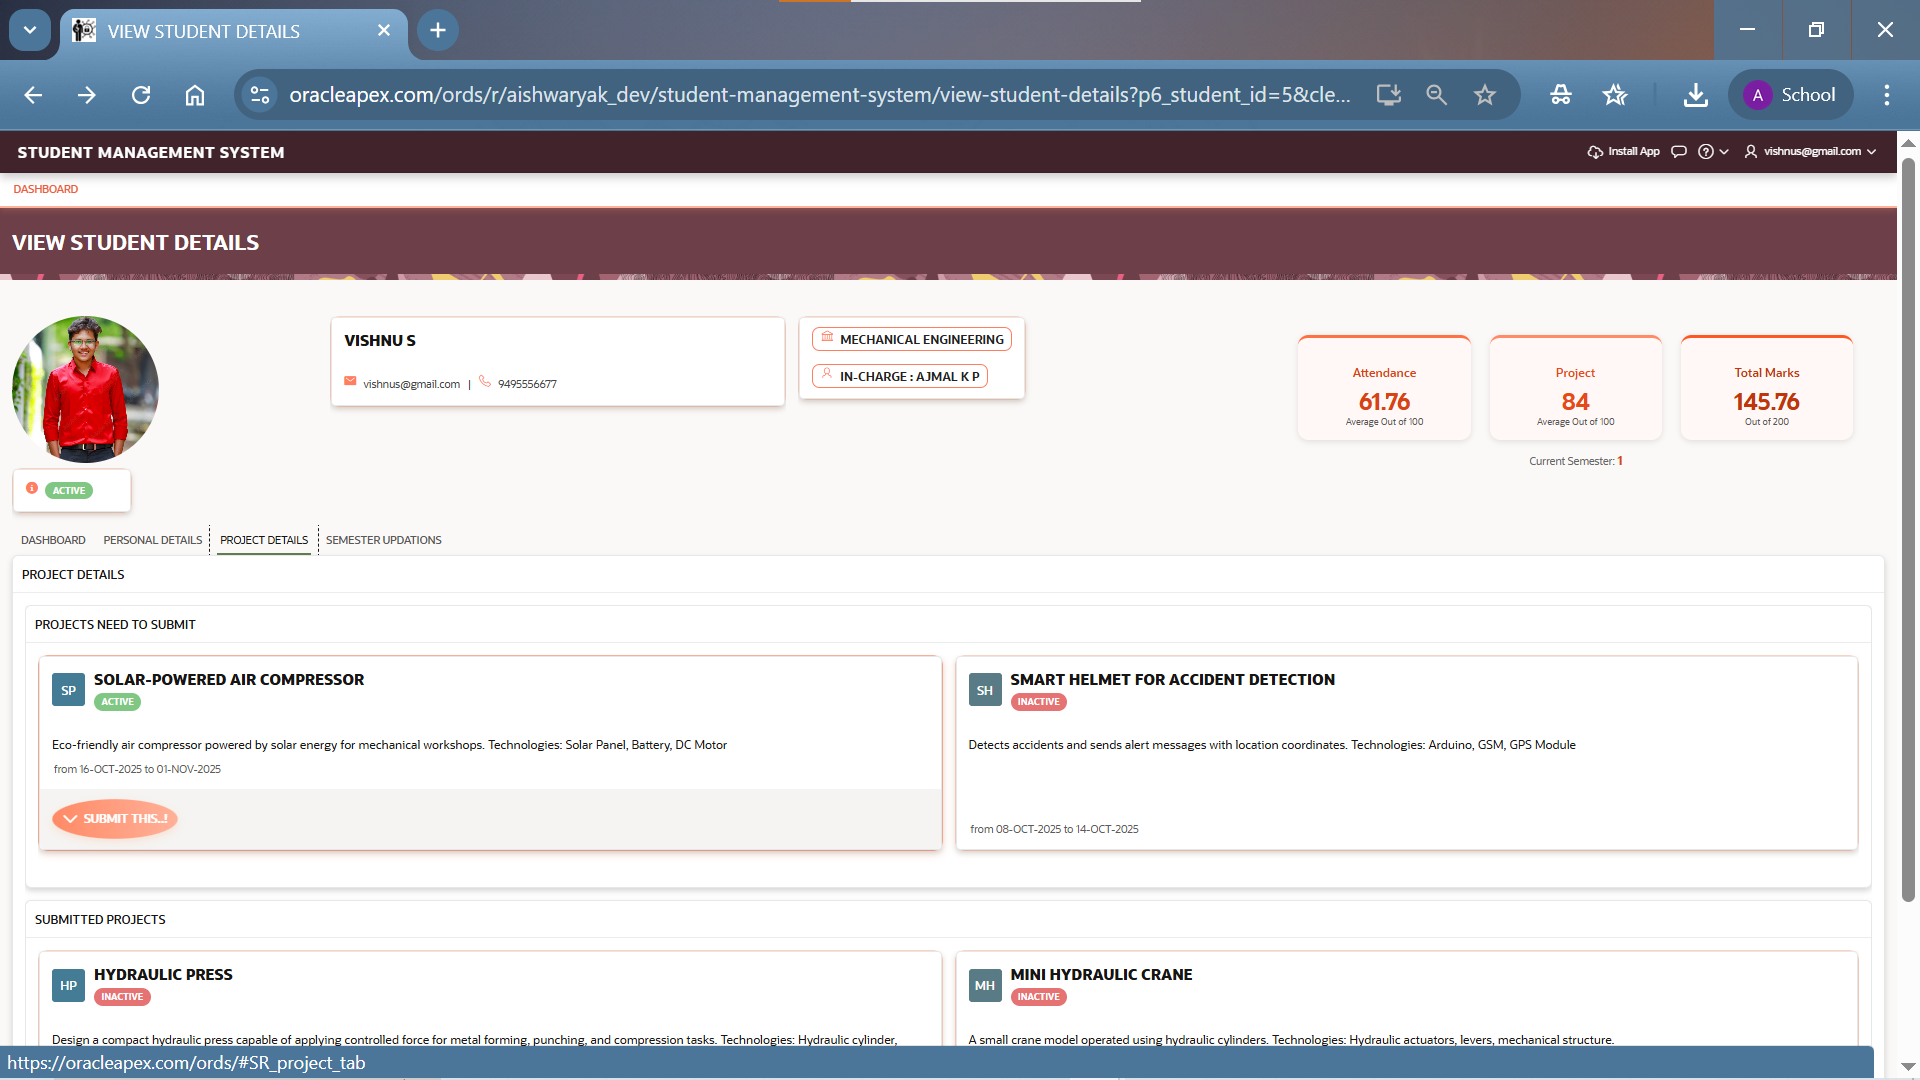 VIEW STUDENT DETAILS
oracleapex.com/ords/r/aishwaryak_dev/student-management-system/view-student-details?p6_student_id=5&cle...
A School
STUDENT MANAGEMENT SYSTEM
Install App
vishnus@gmail.com
DASHBOARD
VIEW STUDENT DETAILS
VISHNU S
vishnus@gmail.com | 9495556677
MECHANICAL ENGINEERING
IN-CHARGE : AJMAL K P
Attendance
61.76
Average Out of 100
Project
84
Average Out of 100
Total Marks
145.76
Out of 200
Current Semester: 1
ACTIVE
DASHBOARD PERSONAL DETAILS PROJECT DETAILS SEMESTER UPDATIONS
PROJECT DETAILS
PROJECTS NEED TO SUBMIT
SP SOLAR-POWERED AIR COMPRESSOR
ACTIVE
Eco-friendly air compressor powered by solar energy for mechanical workshops. Technologies: Solar Panel, Battery, DC Motor
from 16-OCT-2025 to 01-NOV-2025
SUBMIT THIS..!
SH SMART HELMET FOR ACCIDENT DETECTION
INACTIVE
Detects accidents and sends alert messages with location coordinates. Technologies: Arduino, GSM, GPS Module
from 08-OCT-2025 to 14-OCT-2025
SUBMITTED PROJECTS
HP HYDRAULIC PRESS
INACTIVE
Design a compact hydraulic press capable of applying controlled force for metal forming, punching, and compression tasks. Technologies: Hydraulic cylinder,
MH MINI HYDRAULIC CRANE
INACTIVE
A small crane model operated using hydraulic cylinders. Technologies: Hydraulic actuators, levers, mechanical structure.
https://oracleapex.com/ords/#SR_project_tab